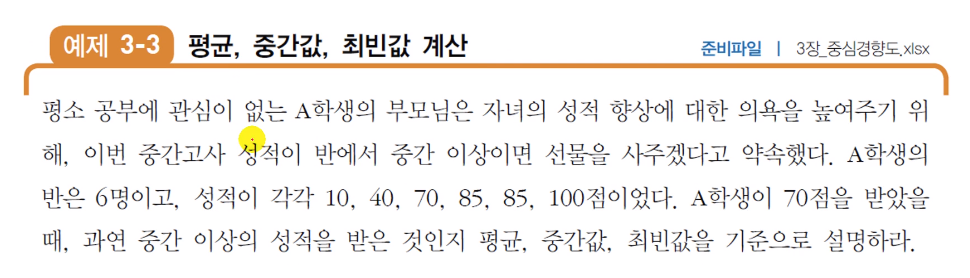 예제 3-3 평균, 중간값, 최빈값 계산 준비파일 | 3장_중심경향도.xlsx
평소 공부에 관심이 없는 A학생의 부모님은 자녀의 성적 향상에 대한 의욕을 높여주기 위
해, 이번 중간고사 성적이 반에서 중간 이상이면 선물을 사주겠다고 약속했다. A학생의
반은 6명이고, 성적이 각각 10, 40, 70, 85, 85, 100점이었다. A학생이 70점을 받았을
때, 과연 중간 이상의 성적을 받은 것인지 평균, 중간값, 최빈값을 기준으로 설명하라.